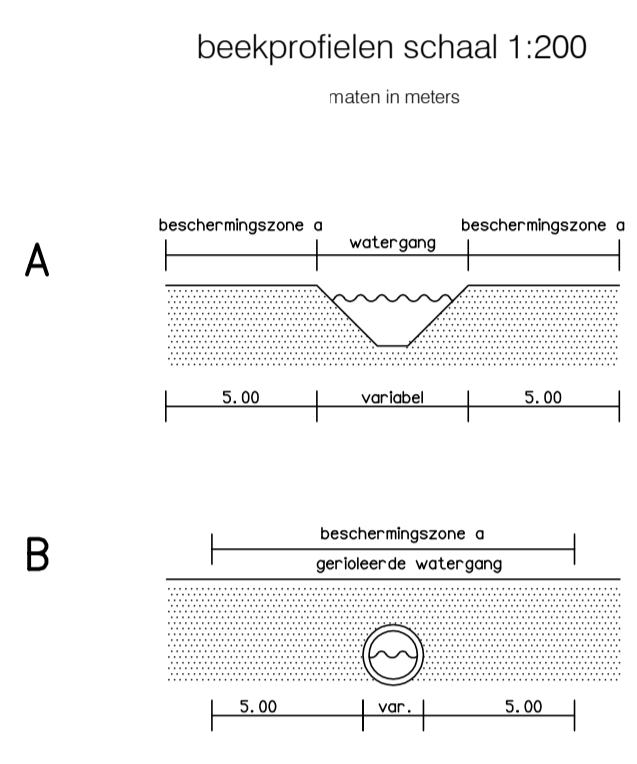 beekprofielen schaal 1:200
maten in meters
A
beschermingszone a
watergang
beschermingszone a
5.00
variabel
5.00
B
beschermingszone a
gerioleerde watergang
5.00
var.
5.00